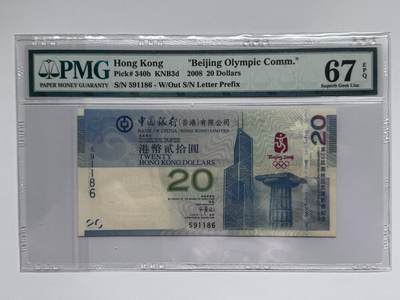 PMG
PAPER MONEY GUARANTY
Hong Kong "Beijing Olympic Comm."
Pick# 340b KNB3d 2008 20 Dollars
S/N 591186 - W/Out S/N Letter Prefix
67 EPQ
Superb Gem Unc
中國銀行(香港)有限公司
BANK OF CHINA (HONG KONG) LIMITED
港幣貳拾圓
TWENTY
HONG KONG DOLLARS
20
20
Beijing 2008
591186
591186
20